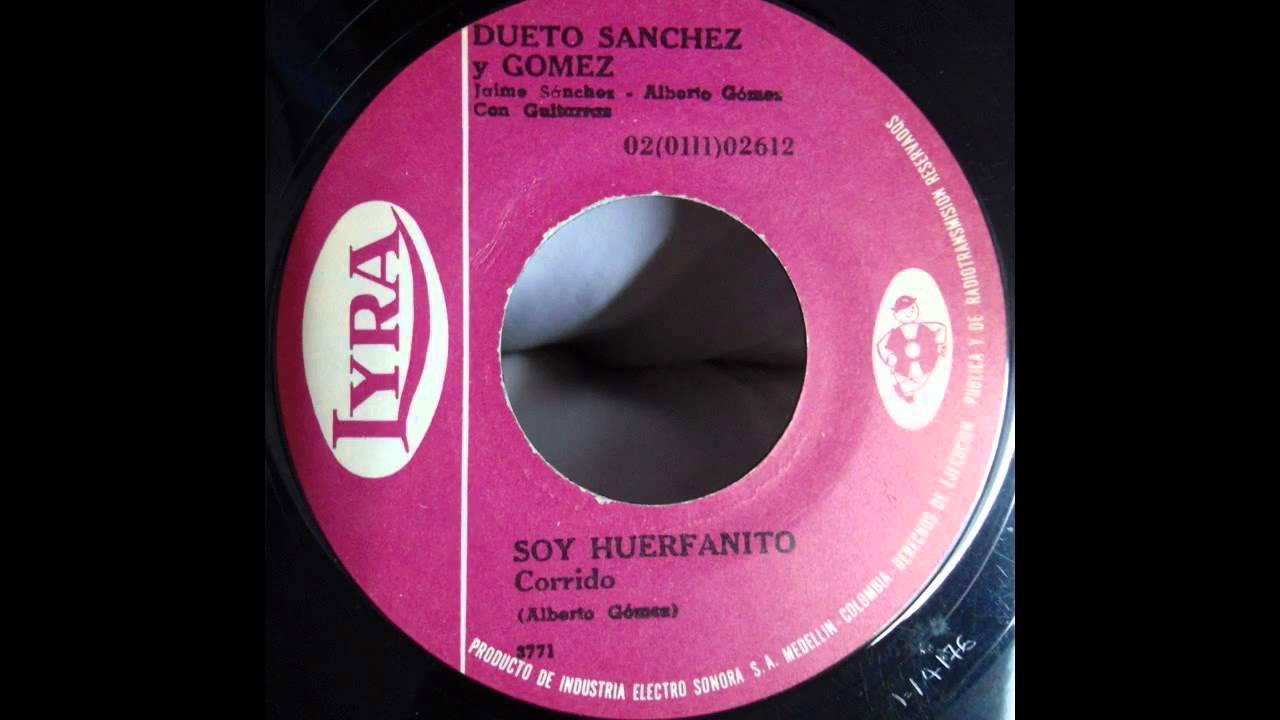 DUETO SANCHEZ
y GOMEZ
Jaime Sánchez - Alberto Gómez
Con Guitarras
02(0111)02612
LYRA
SOY HUERFANITO
Corrido
(Alberto Gómez)
3771
PRODUCTO DE INDUSTRIA ELECTRO SONORA S.A. MEDELLIN - COLOMBIA - DERECHOS DE EJECUCION PUBLICA Y DE RADIOTRANSMISION RESERVADOS